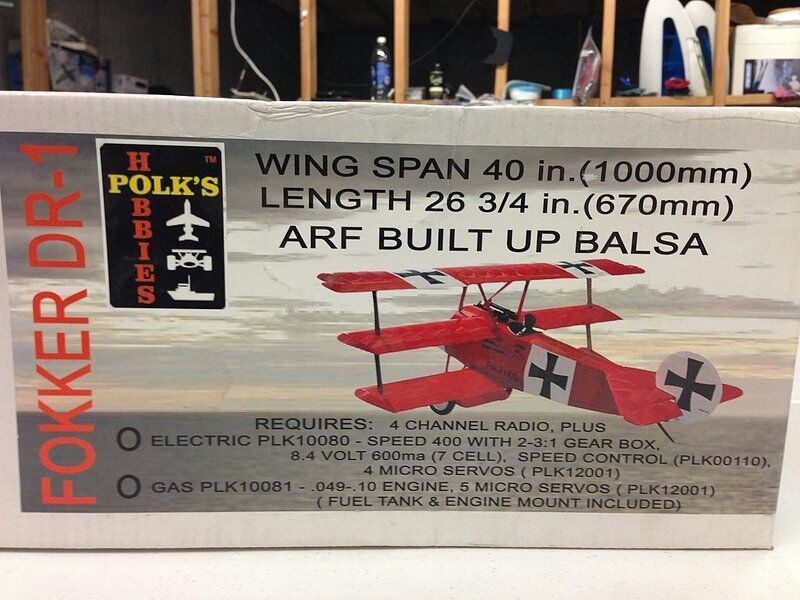 FOKKER DR-1
HOBBIES
TM
POLK'S
WING SPAN 40 in.(1000mm)
LENGTH 26 3/4 in.(670mm)
ARF BUILT UP BALSA
REQUIRES: 4 CHANNEL RADIO, PLUS
O ELECTRIC PLK10080 - SPEED 400 WITH 2-3:1 GEAR BOX,
8.4 VOLT 600ma (7 CELL), SPEED CONTROL (PLK00110),
4 MICRO SERVOS ( PLK12001)
O GAS PLK10081 - .049-.10 ENGINE, 5 MICRO SERVOS ( PLK12001)
( FUEL TANK & ENGINE MOUNT INCLUDED)